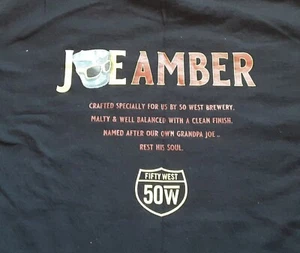 JOE AMBER
CRAFTED SPECIALLY FOR US BY 50 WEST BREWERY.
MALTY & WELL BALANCED WITH A CLEAN FINISH.
NAMED AFTER OUR OWN GRANDPA JOE...
REST HIS SOUL.
FIFTY WEST
50W